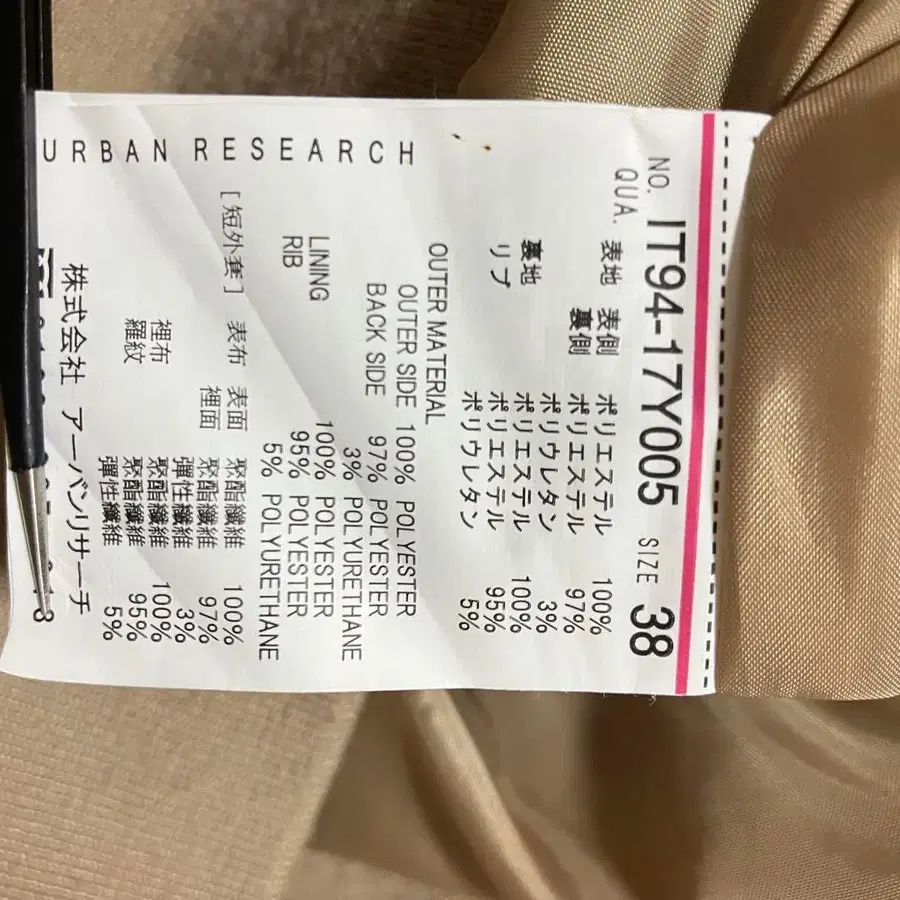 NO. IT94-17Y005 SIZE 38
QUA. 表地 表側 ポリエステル 100%
裏側 ポリエステル 97%
ポリウレタン 3%
裏地 ポリエステル 100%
リブ ポリエステル 95%
ポリウレタン 5%
OUTER MATERIAL
OUTER SIDE 100% POLYESTER
BACK SIDE 97% POLYESTER
3% POLYURETHANE
LINING 100% POLYESTER
RIB 95% POLYESTER
5% POLYURETHANE
[短外套] 表布 表面 聚酯纖維 100%
裡面 聚酯纖維 97%
彈性纖維 3%
裡布 聚酯纖維 100%
羅紋 聚酯纖維 95%
彈性纖維 5%
株式会社 アーバンリサーチ
URBAN RESEARCH